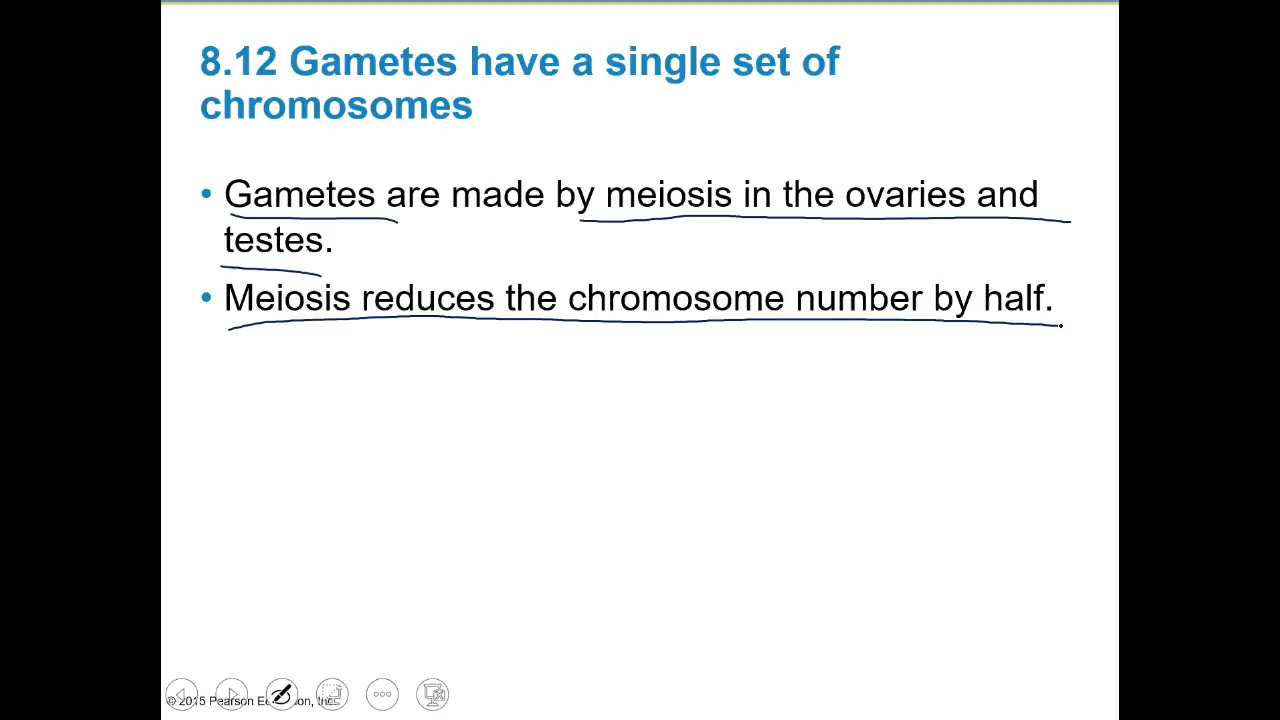 8.12 Gametes have a single set of
chromosomes
• Gametes are made by meiosis in the ovaries and
testes.
• Meiosis reduces the chromosome number by half.
© 2015 Pearson Education, Inc.